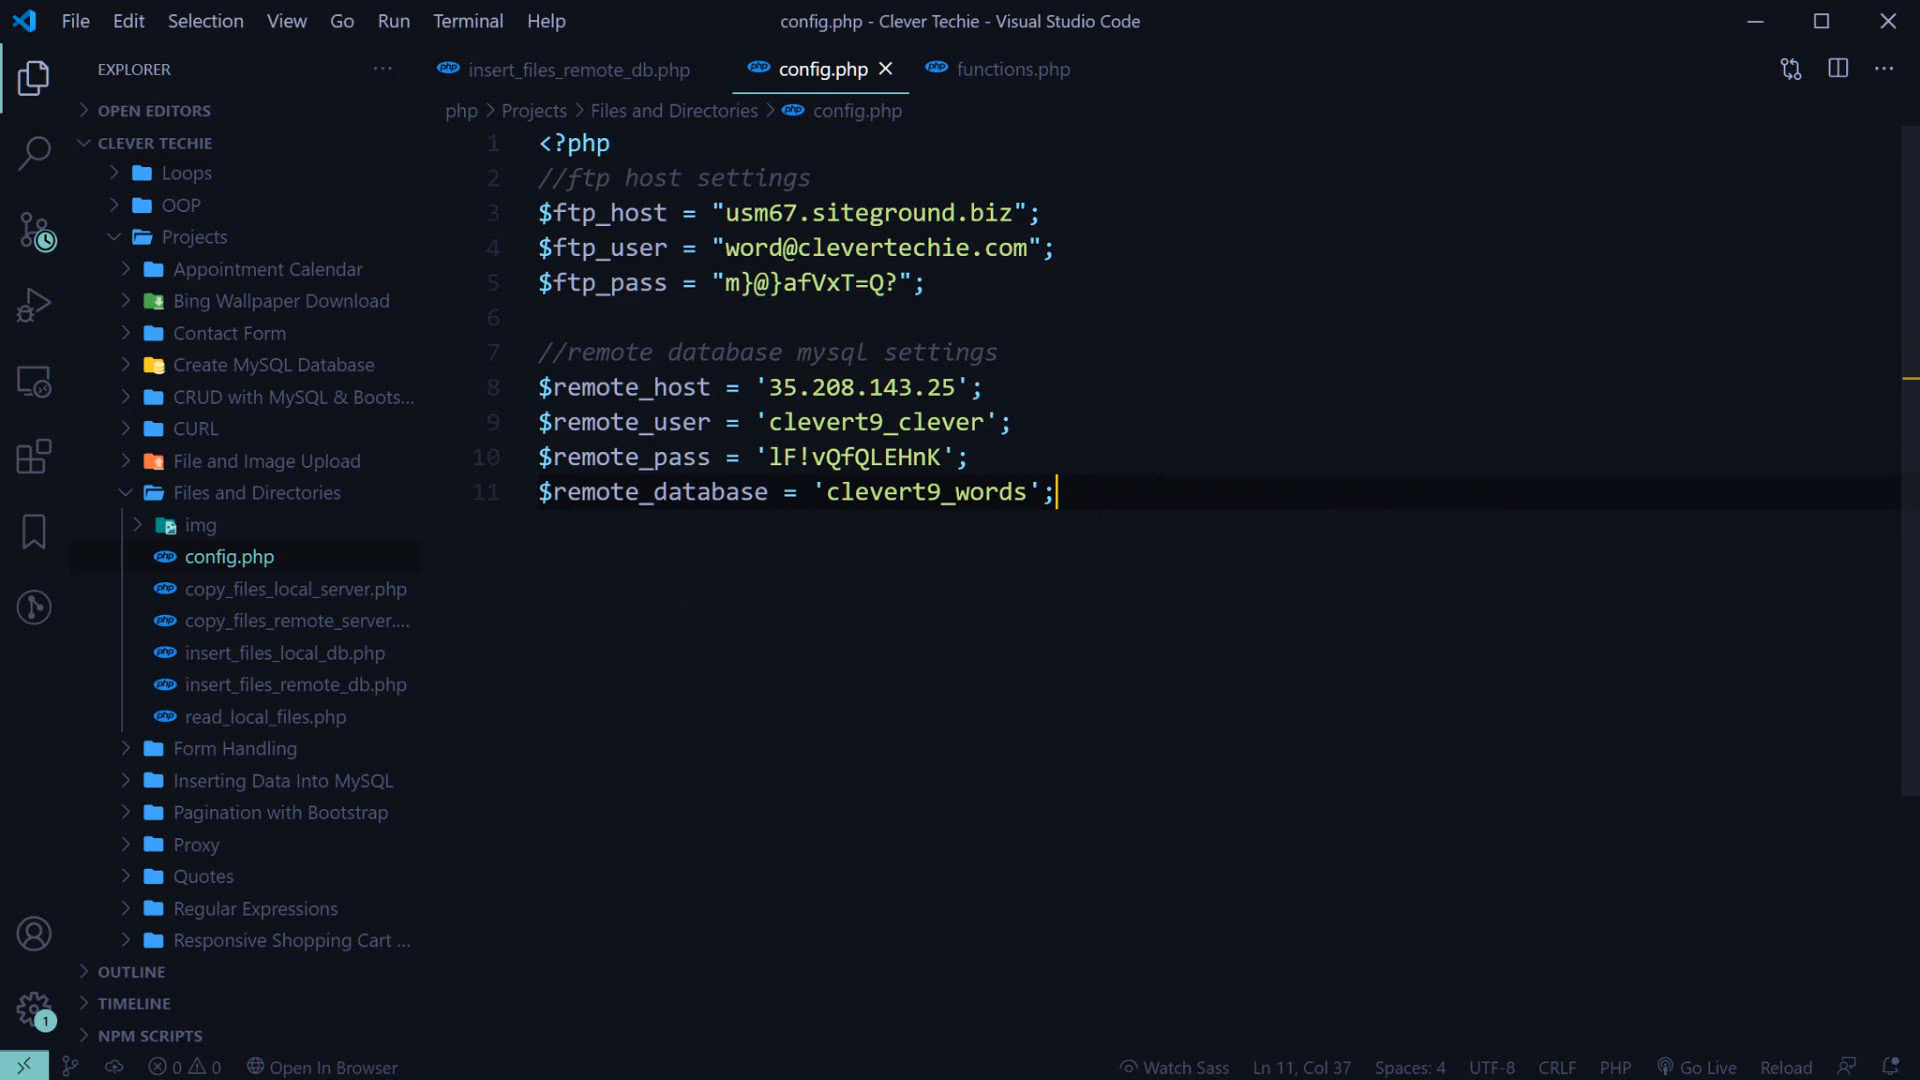 File Edit Selection View Go Run Terminal Help
config.php - Clever Techie - Visual Studio Code
EXPLORER
OPEN EDITORS
CLEVER TECHIE
Loops
OOP
Projects
Appointment Calendar
Bing Wallpaper Download
Contact Form
Create MySQL Database
CRUD with MySQL & Boots...
CURL
File and Image Upload
Files and Directories
img
config.php
copy_files_local_server.php
copy_files_remote_server....
insert_files_local_db.php
insert_files_remote_db.php
read_local_files.php
Form Handling
Inserting Data Into MySQL
Pagination with Bootstrap
Proxy
Quotes
Regular Expressions
Responsive Shopping Cart ...
OUTLINE
TIMELINE
NPM SCRIPTS
php insert_files_remote_db.php
php config.php
php functions.php
php > Projects > Files and Directories > php config.php
1 <?php
2 //ftp host settings
3 $ftp_host = "usm67.siteground.biz";
4 $ftp_user = "word@clevertechie.com";
5 $ftp_pass = "m}@}afVxT=Q?";
6
7 //remote database mysql settings
8 $remote_host = '35.208.143.25';
9 $remote_user = 'clevert9_clever';
10 $remote_pass = 'lF!vQfQLEHnK';
11 $remote_database = 'clevert9_words';
1
0 0 Open In Browser
Watch Sass Ln 11, Col 37 Spaces: 4 UTF-8 CRLF PHP Go Live Reload